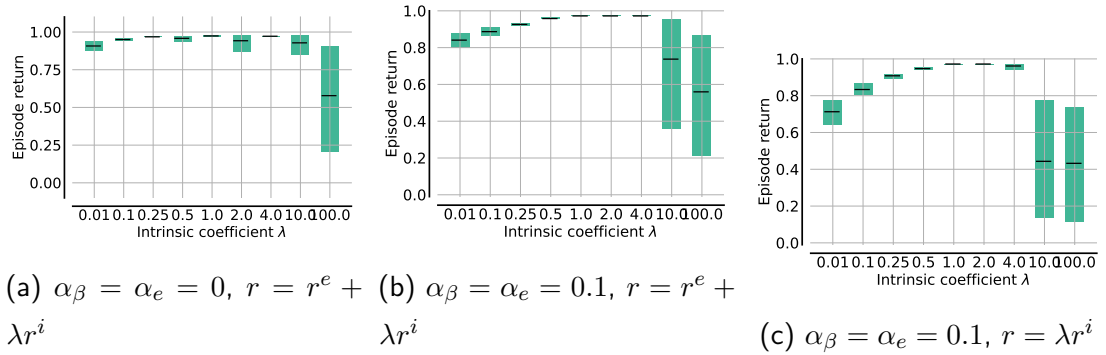 Episode return
1.00
0.75
0.50
0.25
0.00
0.01 0.1 0.25 0.5 1.0 2.0 4.0 10.0 100.0
Intrinsic coefficient λ
(a) α_β = α_e = 0, r = r^e +
λr^i
Episode return
1.0
0.8
0.6
0.4
0.2
0.0
0.01 0.1 0.25 0.5 1.0 2.0 4.0 10.0 100.0
Intrinsic coefficient λ
(b) α_β = α_e = 0.1, r = r^e +
λr^i
Episode return
1.0
0.8
0.6
0.4
0.2
0.0
0.01 0.1 0.25 0.5 1.0 2.0 4.0 10.0 100.0
Intrinsic coefficient λ
(c) α_β = α_e = 0.1, r = λr^i